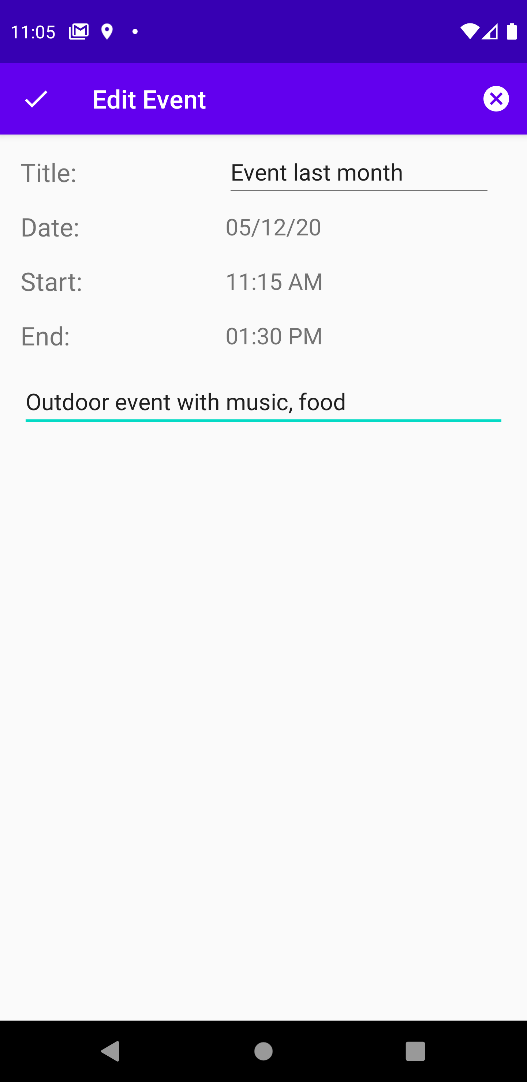 11:05
Edit Event
Title: Event last month
Date: 05/12/20
Start: 11:15 AM
End: 01:30 PM
Outdoor event with music, food